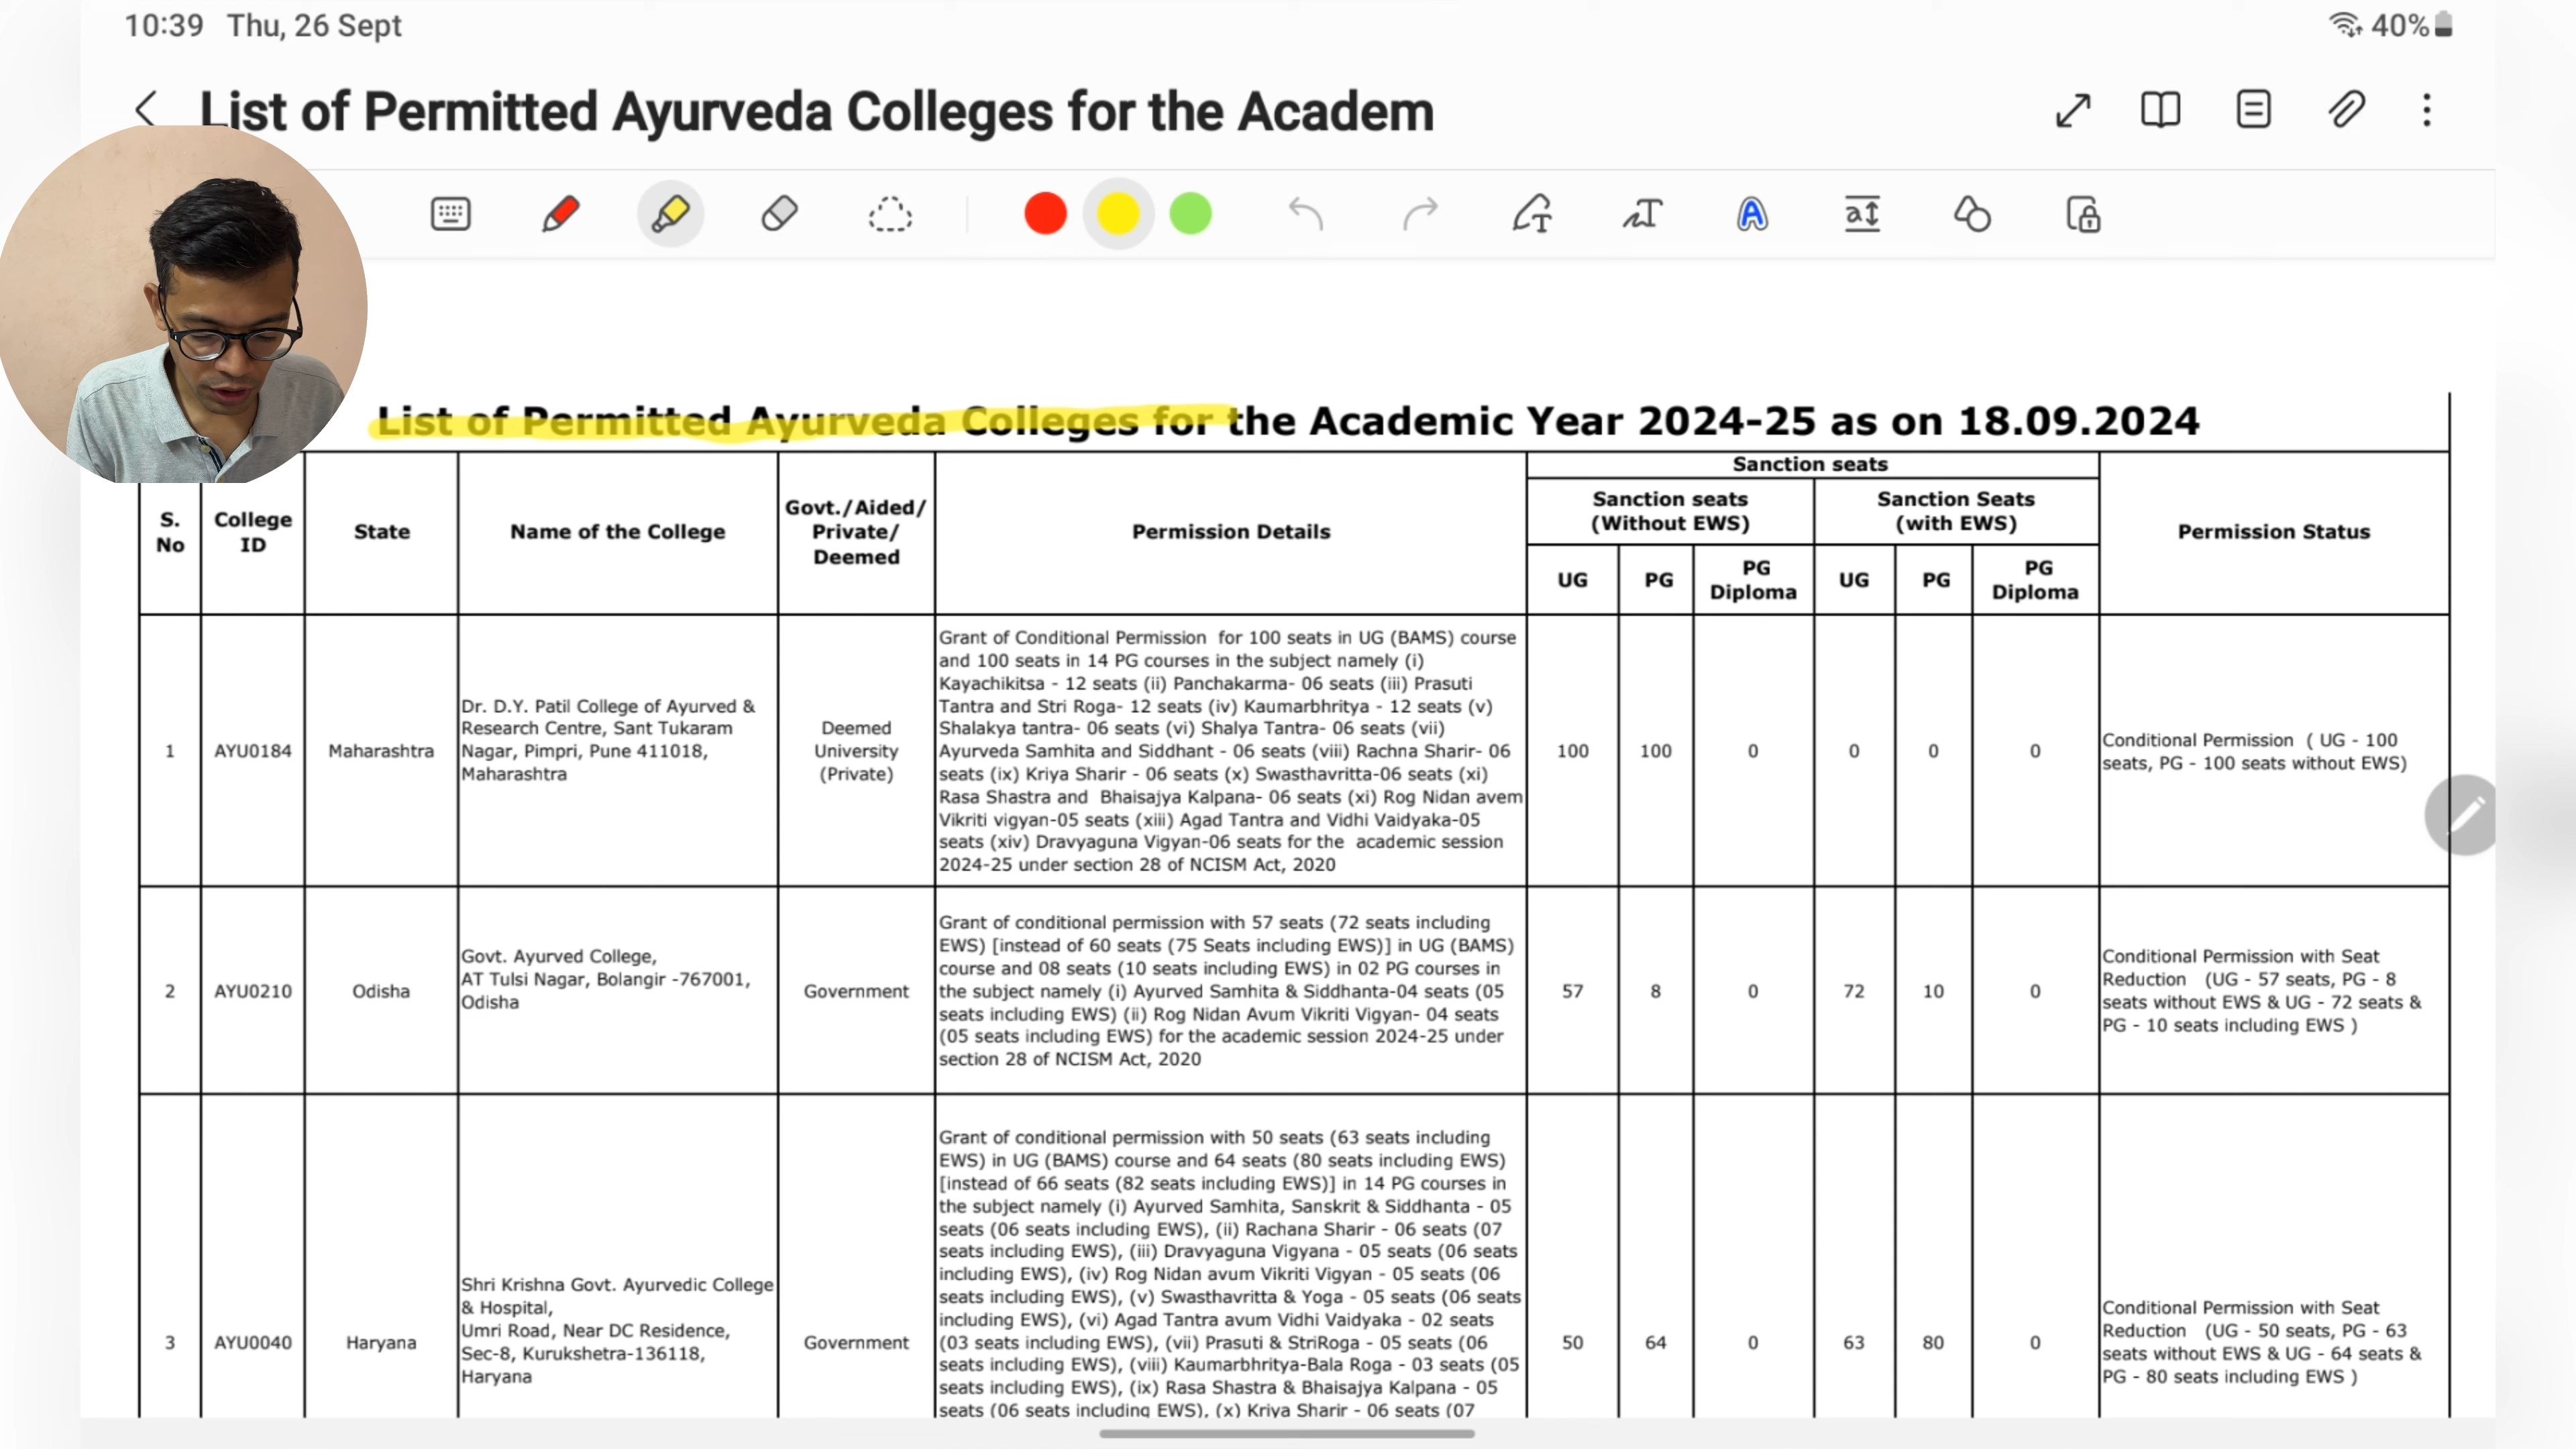 10:39 Thu, 26 Sept
40%
List of Permitted Ayurveda Colleges for the Academ
List of Permitted Ayurveda Colleges for the Academic Year 2024-25 as on 18.09.2024
S.
No
College
ID
State
Name of the College
Govt./Aided/
Private/
Deemed
Permission Details
Sanction seats
Sanction seats
(Without EWS)
Sanction Seats
(with EWS)
UG
PG
PG
Diploma
UG
PG
PG
Diploma
Permission Status
1
AYU0184
Maharashtra
Dr. D.Y. Patil College of Ayurved &
Research Centre, Sant Tukaram
Nagar, Pimpri, Pune 411018,
Maharashtra
Deemed
University
(Private)
Grant of Conditional Permission for 100 seats in UG (BAMS) course
and 100 seats in 14 PG courses in the subject namely (i)
Kayachikitsa - 12 seats (ii) Panchakarma- 06 seats (iii) Prasuti
Tantra and Stri Roga- 12 seats (iv) Kaumarbhritya - 12 seats (v)
Shalakya tantra- 06 seats (vi) Shalya Tantra- 06 seats (vii)
Ayurveda Samhita and Siddhant - 06 seats (viii) Rachna Sharir- 06
seats (ix) Kriya Sharir - 06 seats (x) Swasthavritta-06 seats (xi)
Rasa Shastra and Bhaisajya Kalpana- 06 seats (xi) Rog Nidan avem
Vikriti vigyan-05 seats (xiii) Agad Tantra and Vidhi Vaidyaka-05
seats (xiv) Dravyaguna Vigyan-06 seats for the academic session
2024-25 under section 28 of NCISM Act, 2020
100
100
0
0
0
0
Conditional Permission ( UG - 100
seats, PG - 100 seats without EWS)
2
AYU0210
Odisha
Govt. Ayurved College,
AT Tulsi Nagar, Bolangir -767001,
Odisha
Government
Grant of conditional permission with 57 seats (72 seats including
EWS) [instead of 60 seats (75 Seats including EWS)] in UG (BAMS)
course and 08 seats (10 seats including EWS) in 02 PG courses in
the subject namely (i) Ayurved Samhita & Siddhanta-04 seats (05
seats including EWS) (ii) Rog Nidan Avum Vikriti Vigyan- 04 seats
(05 seats including EWS) for the academic session 2024-25 under
section 28 of NCISM Act, 2020
57
8
0
72
10
0
Conditional Permission with Seat
Reduction (UG - 57 seats, PG - 8
seats without EWS & UG - 72 seats &
PG - 10 seats including EWS )
3
AYU0040
Haryana
Shri Krishna Govt. Ayurvedic College
& Hospital,
Umri Road, Near DC Residence,
Sec-8, Kurukshetra-136118,
Haryana
Government
Grant of conditional permission with 50 seats (63 seats including
EWS) in UG (BAMS) course and 64 seats (80 seats including EWS)
[instead of 66 seats (82 seats including EWS)] in 14 PG courses in
the subject namely (i) Ayurved Samhita, Sanskrit & Siddhanta - 05
seats (06 seats including EWS), (ii) Rachana Sharir - 06 seats (07
seats including EWS), (iii) Dravyaguna Vigyana - 05 seats (06 seats
including EWS), (iv) Rog Nidan avum Vikriti Vigyan - 05 seats (06
seats including EWS), (v) Swasthavritta & Yoga - 05 seats (06 seats
including EWS), (vi) Agad Tantra avum Vidhi Vaidyaka - 02 seats
(03 seats including EWS), (vii) Prasuti & StriRoga - 05 seats (06
seats including EWS), (viii) Kaumarbhritya-Bala Roga - 03 seats (05
seats including EWS), (ix) Rasa Shastra & Bhaisajya Kalpana - 05
seats (06 seats including EWS), (x) Kriya Sharir - 06 seats (07
50
64
0
63
80
0
Conditional Permission with Seat
Reduction (UG - 50 seats, PG - 63
seats without EWS & UG - 64 seats &
PG - 80 seats including EWS )